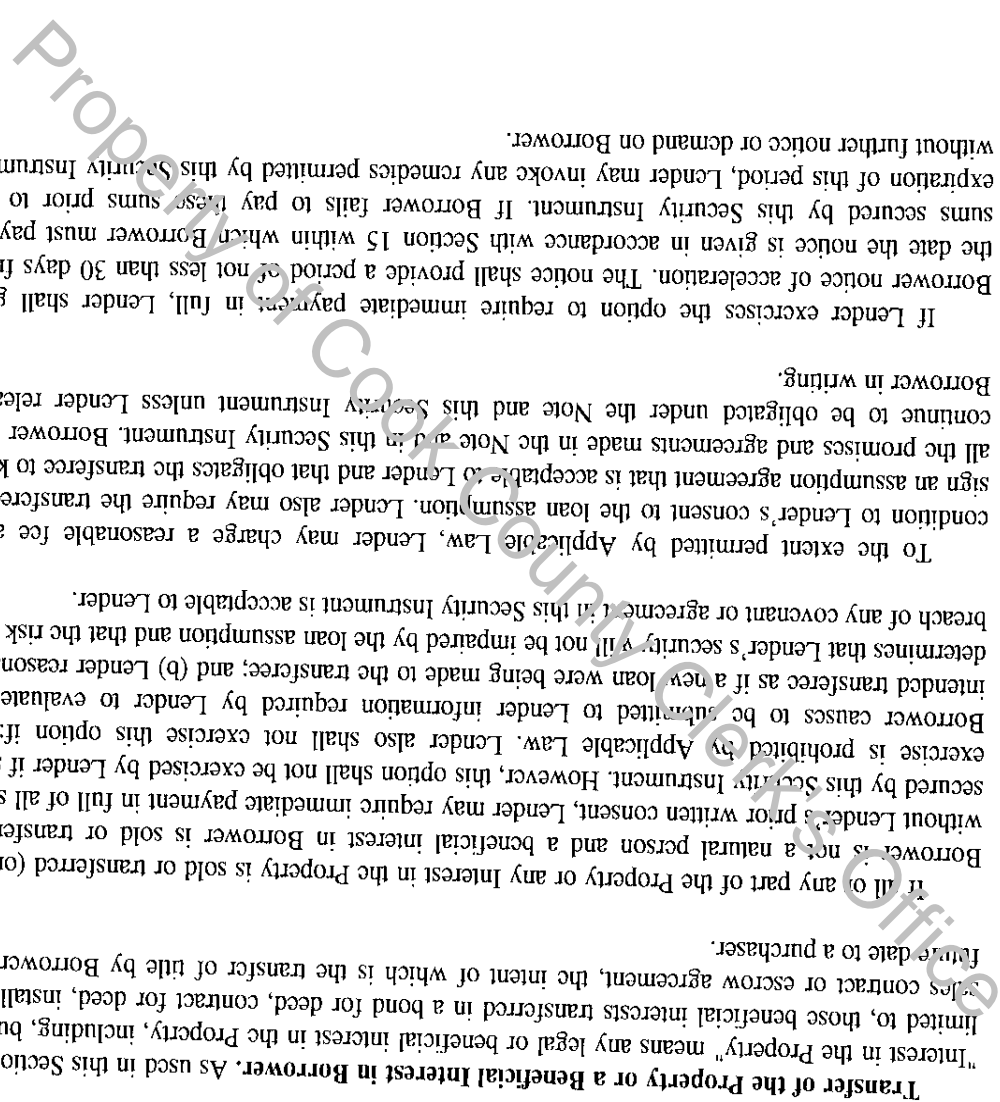 Transfer of the Property or a Beneficial Interest in Borrower. As used in this Sectio
"Interest in the Property" means any legal or beneficial interest in the Property, including, bu
limited to, those beneficial interests transferred in a bond for deed, contract for deed, install
sales contract or escrow agreement, the intent of which is the transfer of title by Borrower
future date to a purchaser.
If all or any part of the Property or any Interest in the Property is sold or transferred (or
Borrower is not a natural person and a beneficial interest in Borrower is sold or transfer
without Lender's prior written consent, Lender may require immediate payment in full of all s
secured by this Security Instrument. However, this option shall not be exercised by Lender if
exercise is prohibited by Applicable Law. Lender also shall not exercise this option if:
Borrower causes to be submitted to Lender information required by Lender to evaluate
intended transferee as if a new loan were being made to the transferee; and (b) Lender reason
determines that Lender's security will not be impaired by the loan assumption and that the risk
breach of any covenant or agreement in this Security Instrument is acceptable to Lender.
To the extent permitted by Applicable Law, Lender may charge a reasonable fee a
condition to Lender's consent to the loan assumption. Lender also may require the transfere
sign an assumption agreement that is acceptable to Lender and that obligates the transferee to k
all the promises and agreements made in the Note and in this Security Instrument. Borrower
continue to be obligated under the Note and this Security Instrument unless Lender relea
Borrower in writing.
If Lender exercises the option to require immediate payment in full, Lender shall g
Borrower notice of acceleration. The notice shall provide a period of not less than 30 days fr
the date the notice is given in accordance with Section 15 within which Borrower must pay
sums secured by this Security Instrument. If Borrower fails to pay these sums prior to
expiration of this period, Lender may invoke any remedies permitted by this Security Instrum
without further notice or demand on Borrower.
Property of Cook County Clerk's Office